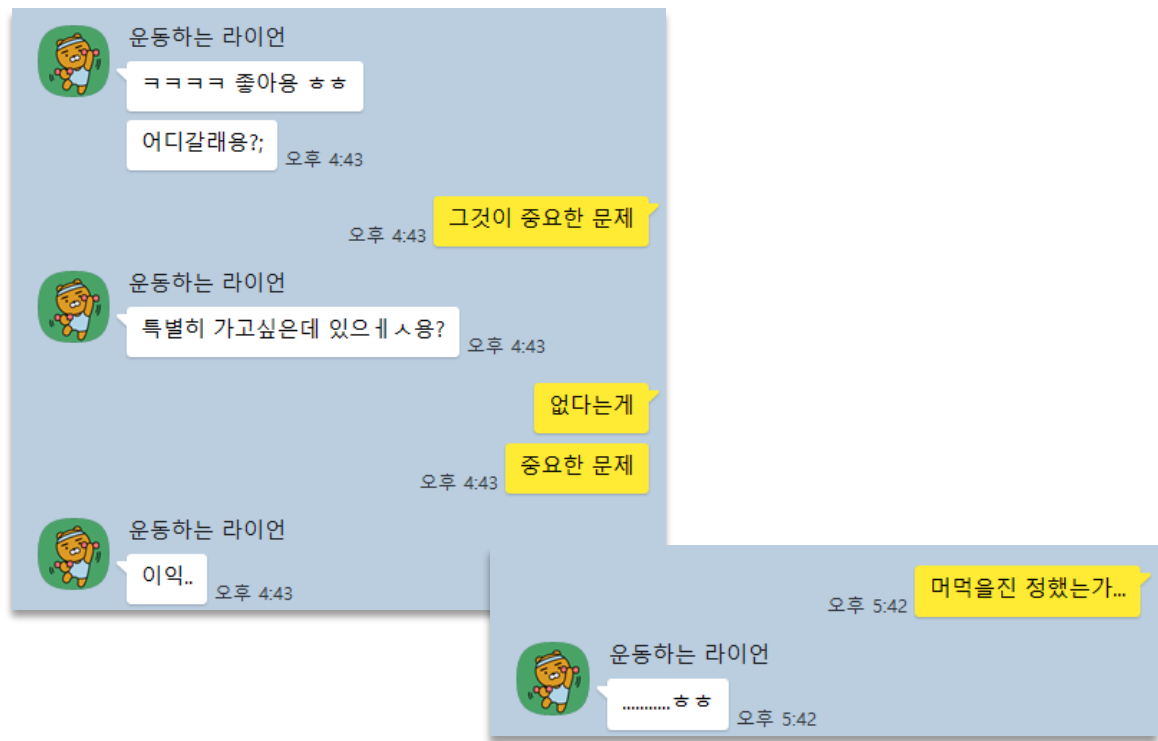 운동하는 라이언
ㅋㅋㅋㅋ 좋아용 ㅎㅎ
어디갈래용?;
오후 4:43
그것이 중요한 문제
오후 4:43
운동하는 라이언
특별히 가고싶은데 있으ㅔㅅ용?
오후 4:43
없다는게
중요한 문제
오후 4:43
운동하는 라이언
이익..
오후 4:43
머먹을진 정했는가...
오후 5:42
운동하는 라이언
...........ㅎㅎ
오후 5:42